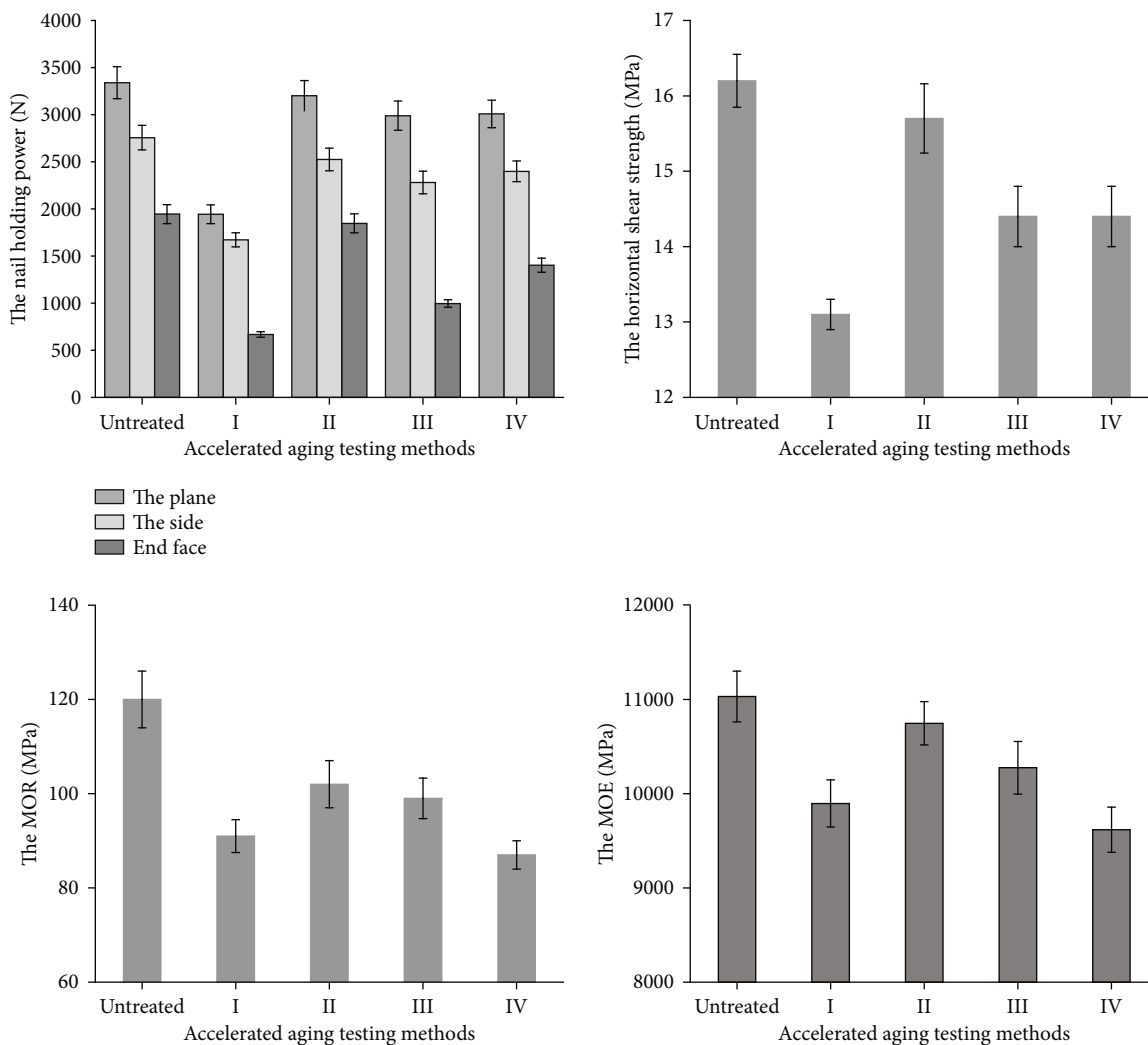 The nail holding power (N)
4000
3500
3000
2500
2000
1500
1000
500
0
Untreated I II III IV
Accelerated aging testing methods
The plane
The side
End face
The horizontal shear strength (MPa)
17
16
15
14
13
12
Untreated I II III IV
Accelerated aging testing methods
The MOR (MPa)
140
120
100
80
60
Untreated I II III IV
Accelerated aging testing methods
The MOE (MPa)
12000
11000
10000
9000
8000
Untreated I II III IV
Accelerated aging testing methods